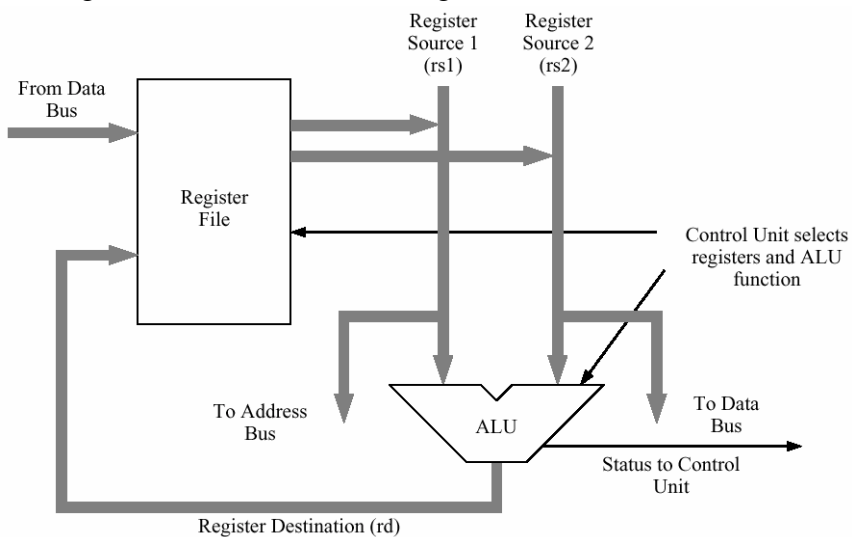 Register
Source 1
(rs1)
Register
Source 2
(rs2)
From Data
Bus
Register
File
Control Unit selects
registers and ALU
function
To Address
Bus
ALU
To Data
Bus
Status to Control
Unit
Register Destination (rd)